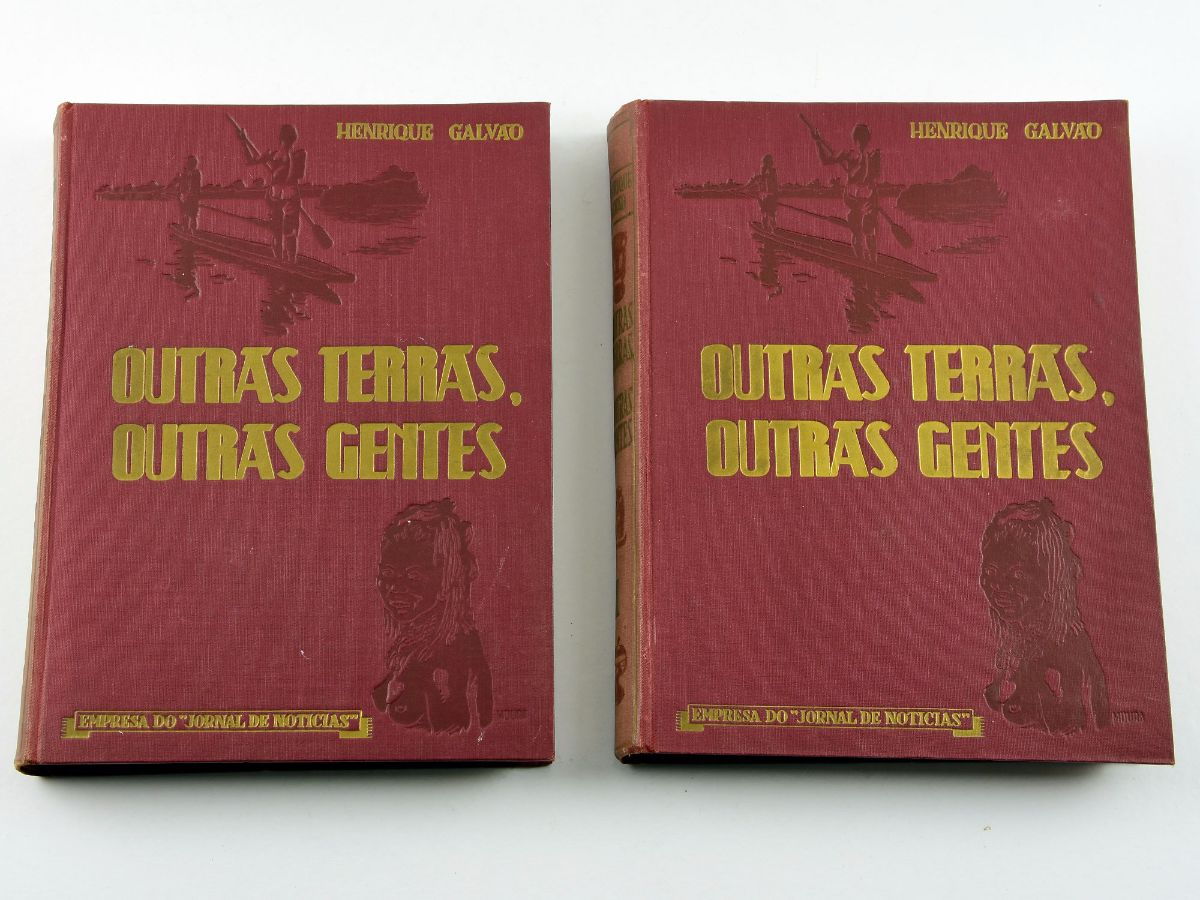 HENRIQUE GALVÃO
OUTRAS TERRAS,
OUTRAS GENTES
EMPRESA DO "JORNAL DE NOTICIAS"
HENRIQUE GALVÃO
OUTRAS TERRAS,
OUTRAS GENTES
EMPRESA DO "JORNAL DE NOTICIAS"